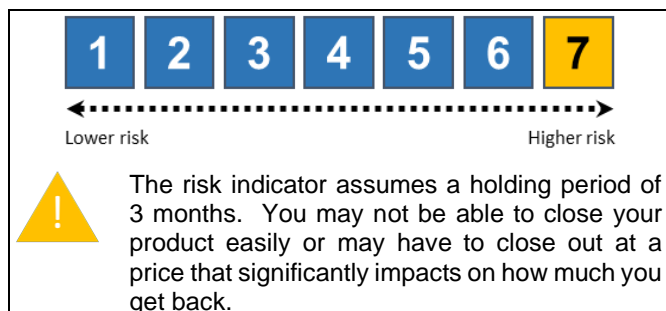 1 2 3 4 5 6 7
Lower risk Higher risk
!
The risk indicator assumes a holding period of
3 months. You may not be able to close your
product easily or may have to close out at a
price that significantly impacts on how much you
get back.